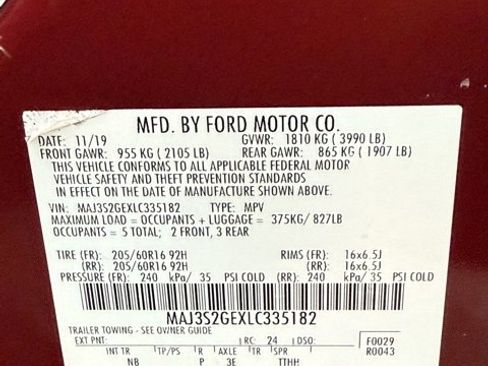 MFD. BY FORD MOTOR CO.
DATE: 11/19 GVWR: 1810 KG (3990 LB)
FRONT GAWR: 955 KG (2105 LB) REAR GAWR: 865 KG (1907 LB)
THIS VEHICLE CONFORMS TO ALL APPLICABLE FEDERAL MOTOR
VEHICLE SAFETY AND THEFT PREVENTION STANDARDS
IN EFFECT ON THE DATE OF MANUFACTURE SHOWN ABOVE.
VIN: MAJ3S2GEXLC335182 TYPE: MPV
MAXIMUM LOAD = OCCUPANTS + LUGGAGE = 375KG/ 827LB
OCCUPANTS = 5 TOTAL; 2 FRONT, 3 REAR
TIRE (FR): 205/60R16 92H RIMS (FR): 16x6.5J
(RR): 205/60R16 92H (RR): 16x6.5J
PRESSURE (FR): 240 kPa/ 35 PSI COLD (RR): 240 kPa/ 35 PSI COLD
MAJ3S2GEXLC335182
TRAILER TOWING - SEE OWNER GUIDE
EXT PNT: RC: 24 DSO: F0029
INT TR TP/PS R AXLE TR SPR R0043
NB P 3E TTHH